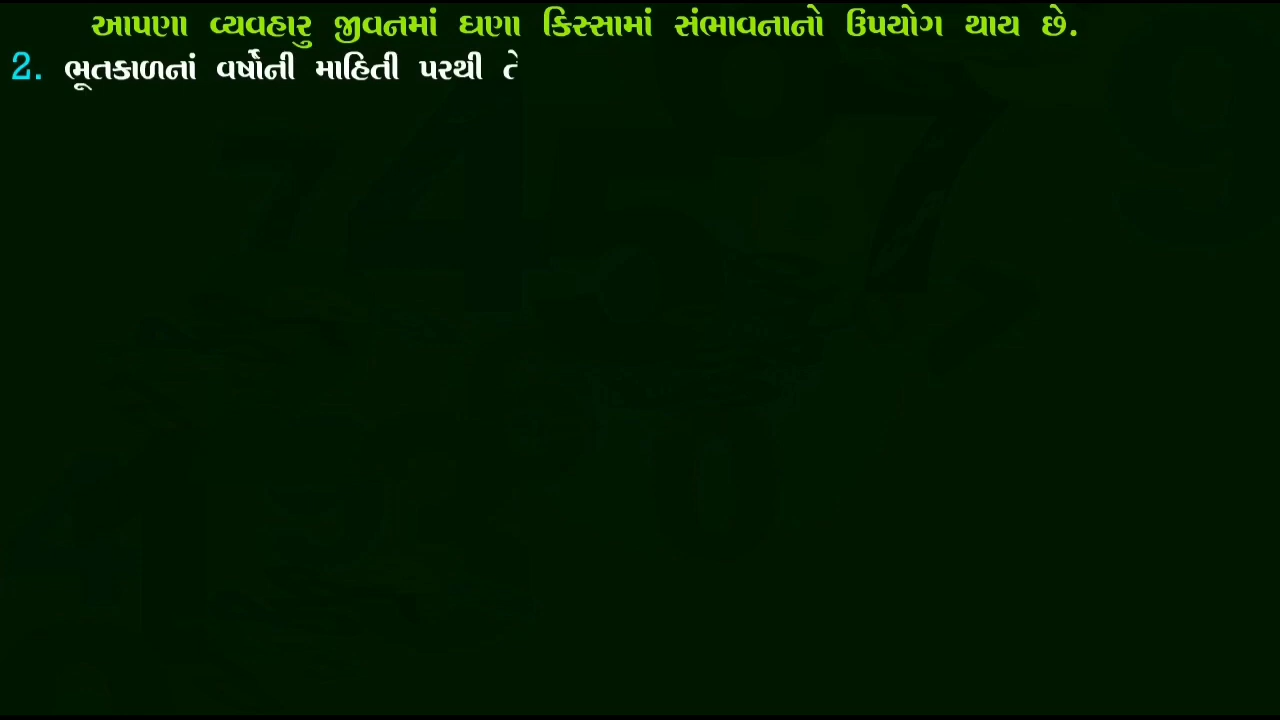 આપણા વ્યવહારુ જીવનમાં ઘણા કિસ્સામાં સંભાવનાનો ઉપયોગ થાય છે.
2. ભૂતકાળનાં વર્ષોની માહિતી પરથી તે